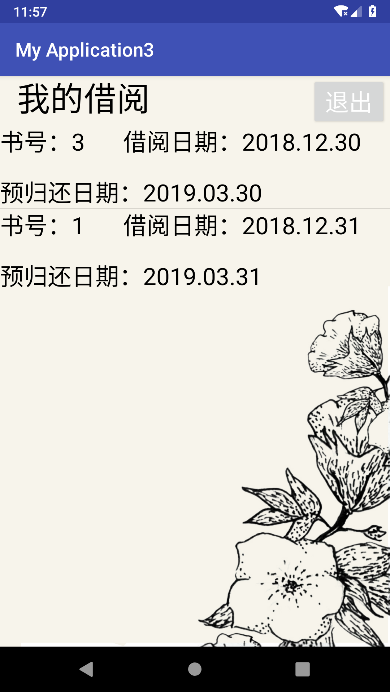 11:57
My Application3
我的借阅 退出
书号：3 借阅日期：2018.12.30
预归还日期：2019.03.30
书号：1 借阅日期：2018.12.31
预归还日期：2019.03.31